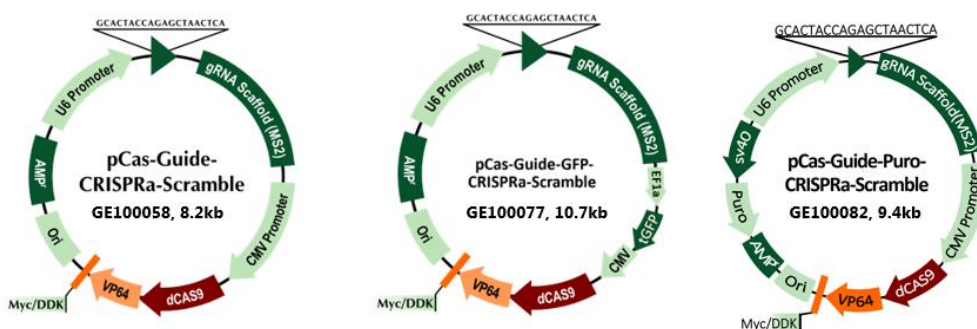 GCACTACCAGAGCTAACTCA
U6 Promoter
gRNA Scaffold (MS2)
AMPr
pCas-Guide-
CRISPRa-Scramble
GE100058, 8.2kb
Ori
CMV Promoter
VP64
dCAS9
Myc/DDK
GCACTACCAGAGCTAACTCA
U6 Promoter
gRNA Scaffold (MS2)
AMPr
pCas-Guide-GFP-
CRISPRa-Scramble
GE100077, 10.7kb
EF1a
tGFP
Ori
CMV
VP64
dCAS9
Myc/DDK
GCACTACCAGAGCTAACTCA
U6 Promoter
gRNA Scaffold(MS2)
sv40
pCas-Guide-Puro-
CRISPRa-Scramble
GE100082, 9.4kb
Puro
CMV Promoter
AMPr
Ori
VP64
dCAS9
Myc/DDK